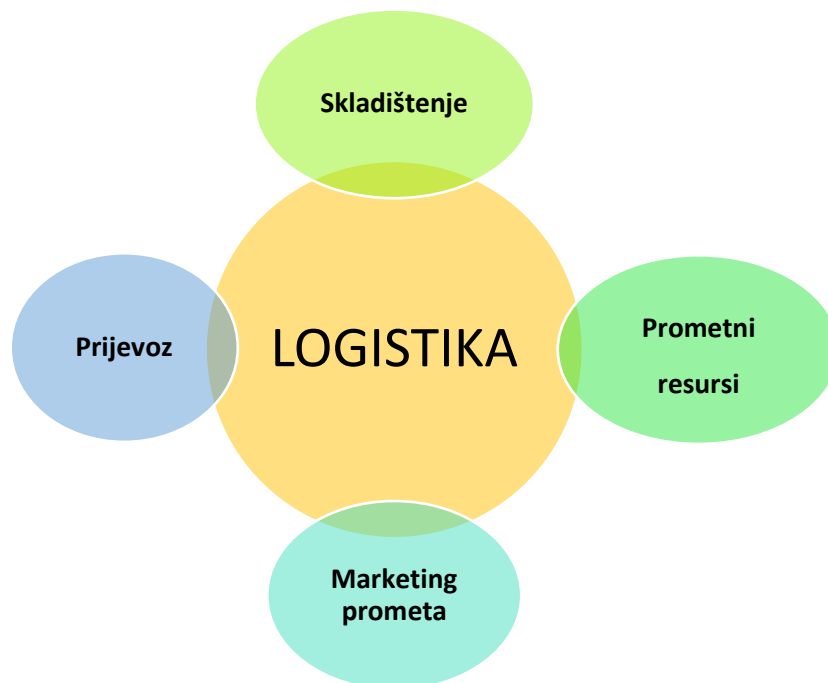 Skladištenje
Prijevoz
LOGISTIKA
Prometni
resursi
Marketing
prometa